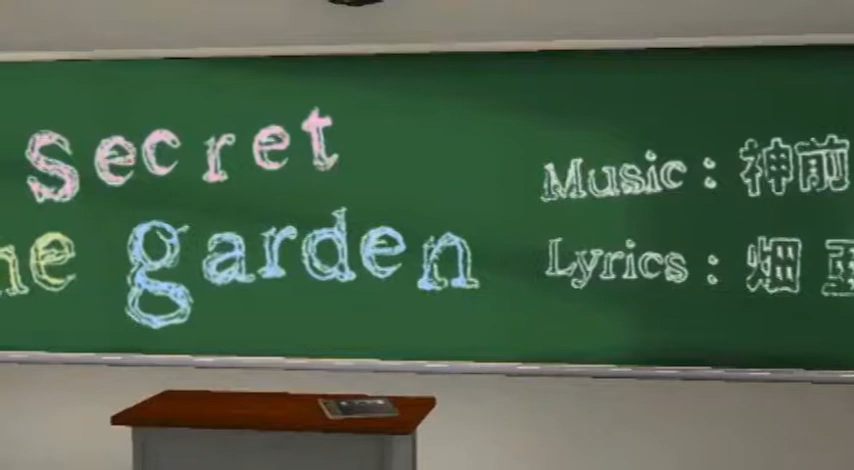 Secret
garden
Music : 神前
Lyrics : 畑